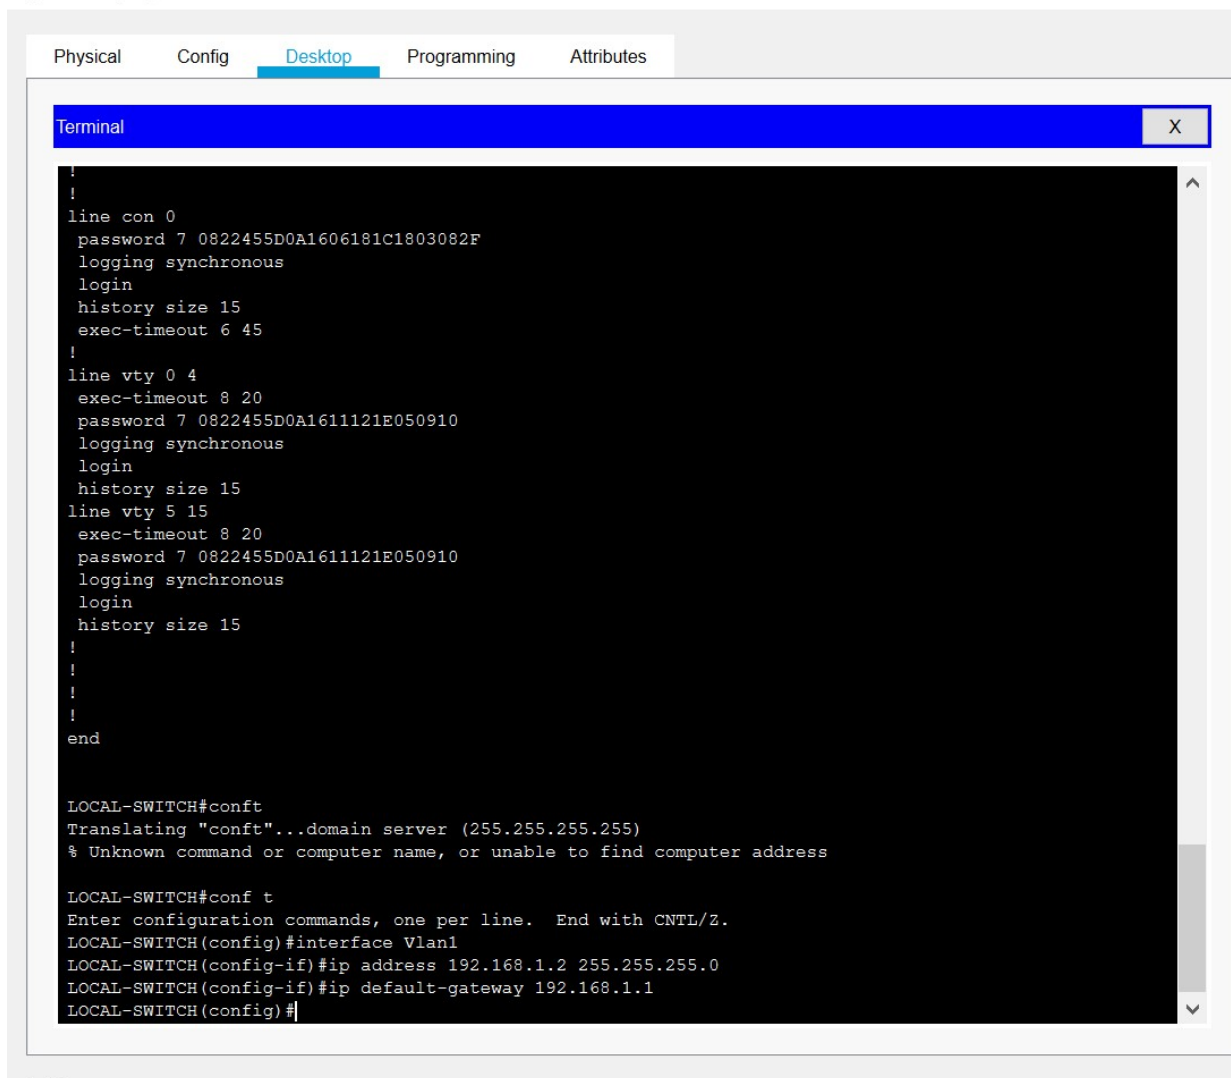 Physical Config Desktop Programming Attributes
Terminal X
!
!
line con 0
 password 7 0822455D0A1606181C1803082F
 logging synchronous
 login
 history size 15
 exec-timeout 6 45
!
line vty 0 4
 exec-timeout 8 20
 password 7 0822455D0A1611121E050910
 logging synchronous
 login
 history size 15
line vty 5 15
 exec-timeout 8 20
 password 7 0822455D0A1611121E050910
 logging synchronous
 login
 history size 15
!
!
!
!
end
LOCAL-SWITCH#conft
Translating "conft"...domain server (255.255.255.255)
% Unknown command or computer name, or unable to find computer address
LOCAL-SWITCH#conf t
Enter configuration commands, one per line.  End with CNTL/Z.
LOCAL-SWITCH(config)#interface Vlan1
LOCAL-SWITCH(config-if)#ip address 192.168.1.2 255.255.255.0
LOCAL-SWITCH(config-if)#ip default-gateway 192.168.1.1
LOCAL-SWITCH(config)#